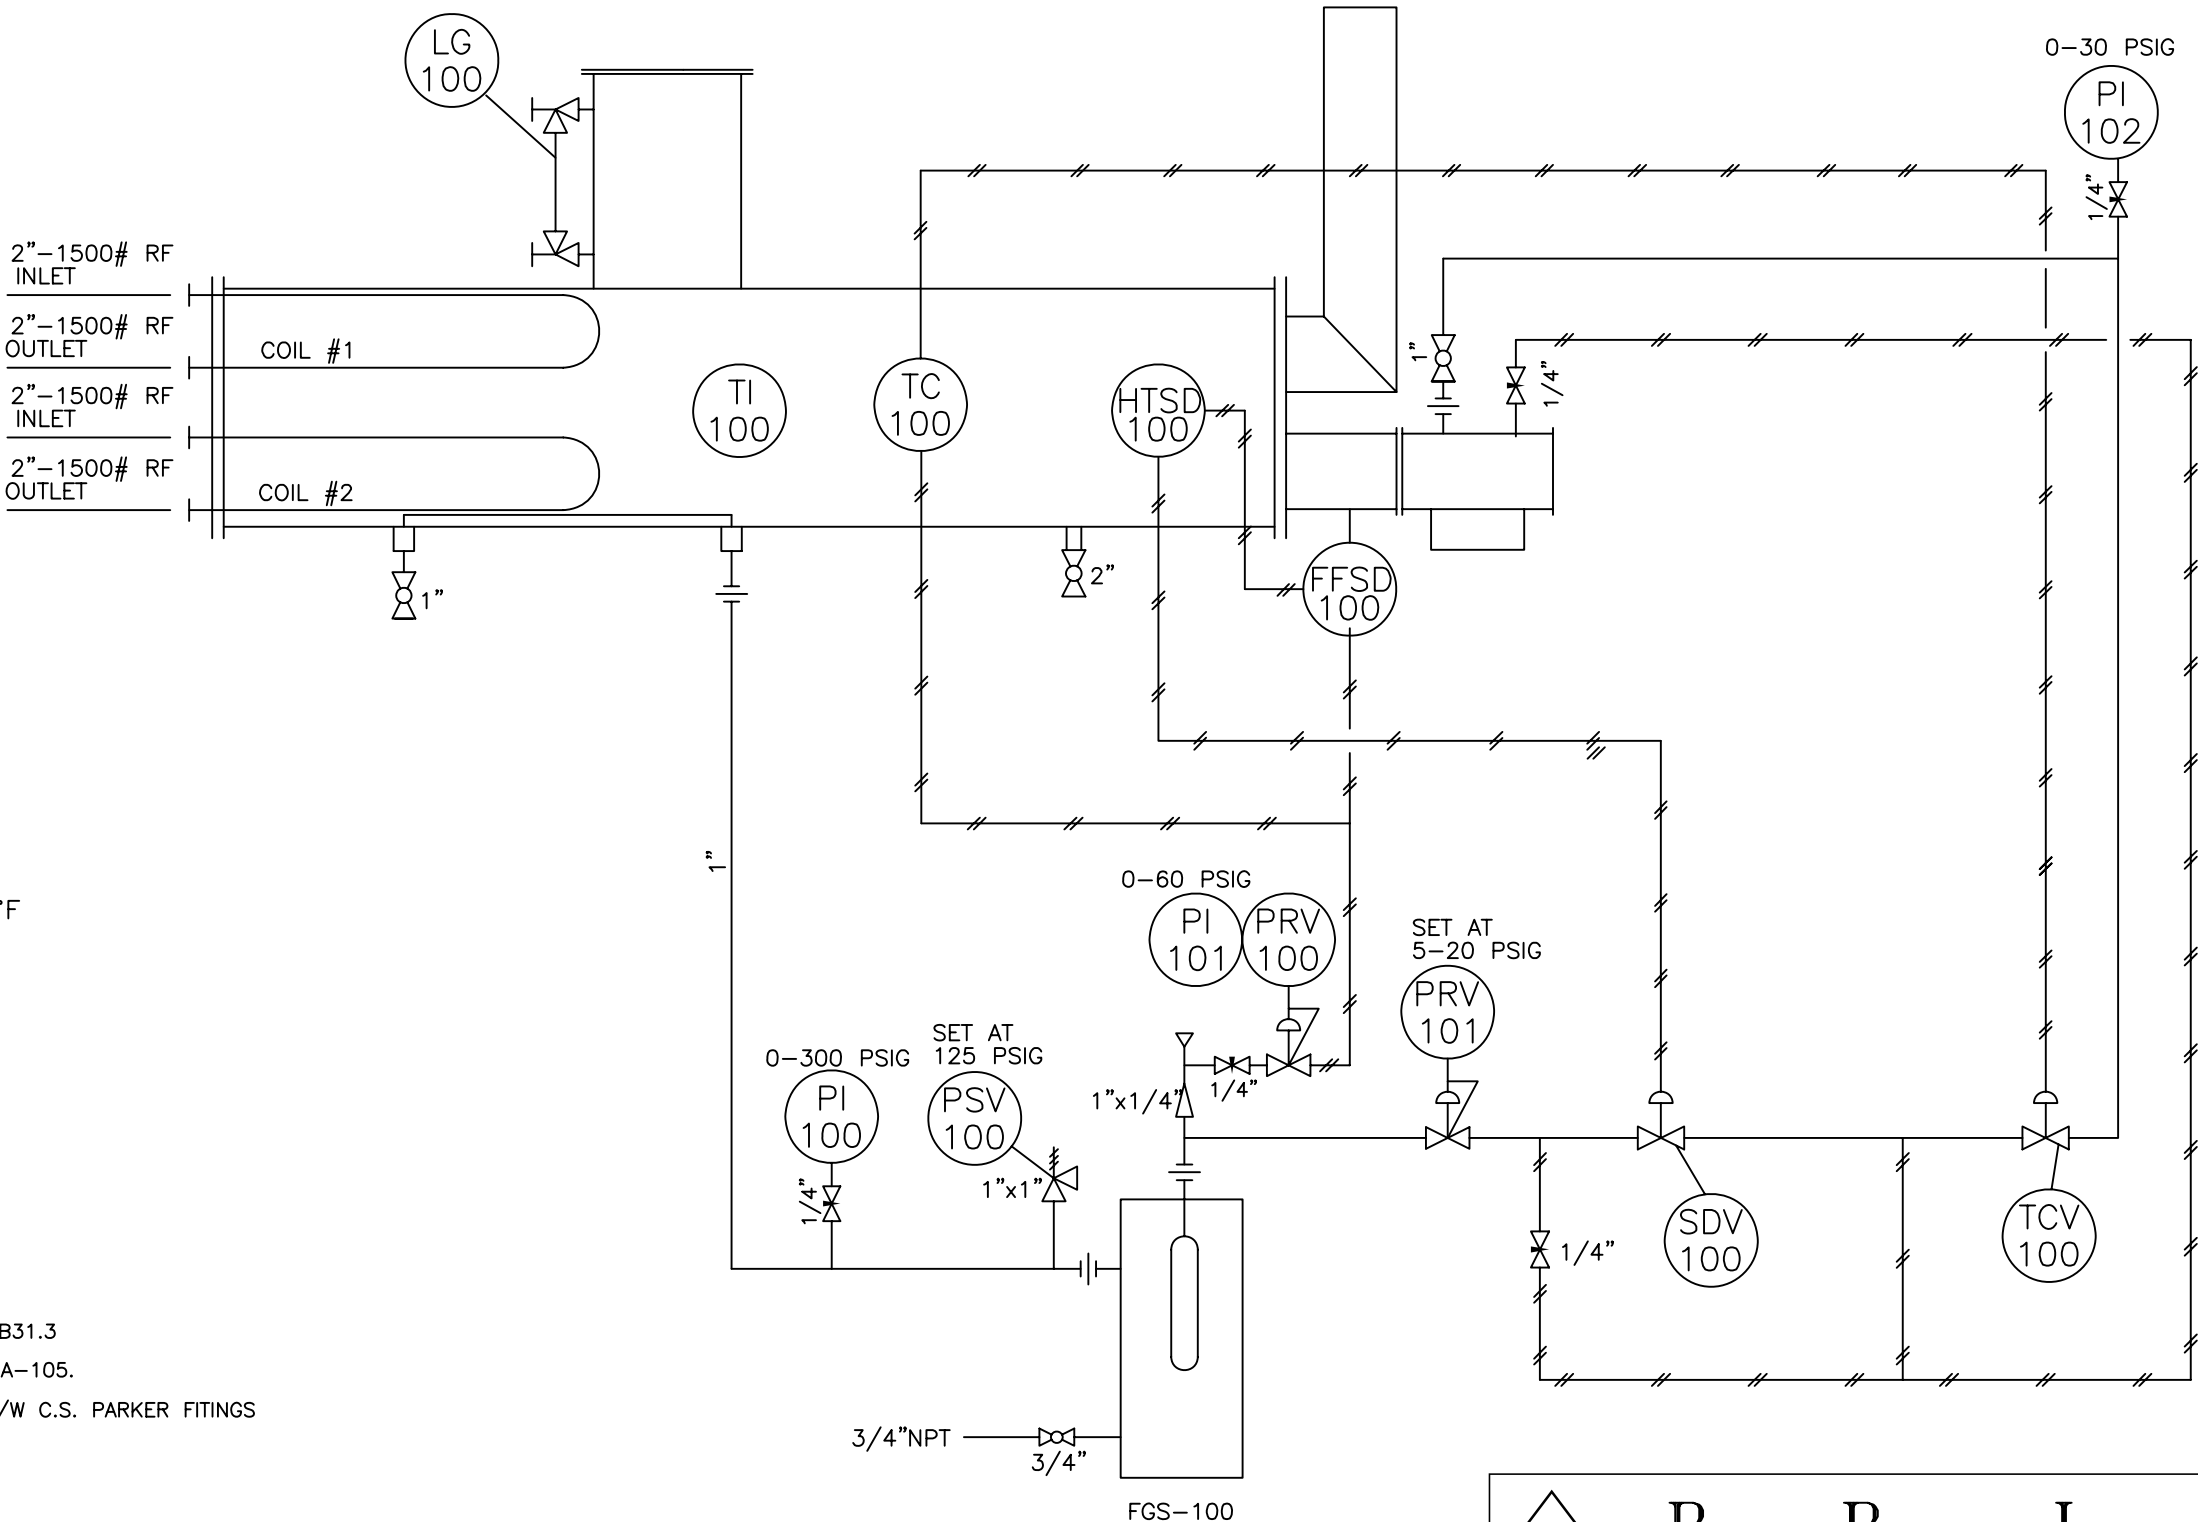 LG
100
0-30 PSIG
PI
102
1/4"
2"-1500# RF
INLET
2"-1500# RF
OUTLET
COIL #1
2"-1500# RF
INLET
2"-1500# RF
OUTLET
COIL #2
TI
100
TC
100
HTSD
100
1"
1/4"
1"
2"
FFSD
100
1"
°F
0-60 PSIG
PI
101
PRV
100
SET AT
5-20 PSIG
PRV
101
0-300 PSIG
PI
100
SET AT
125 PSIG
PSV
100
1"x1/4"
1/4"
1/4"
1"x1"
SDV
100
TCV
100
1/4"
B31.3
A-105.
/W C.S. PARKER FITINGS
3/4"NPT
3/4"
FGS-100